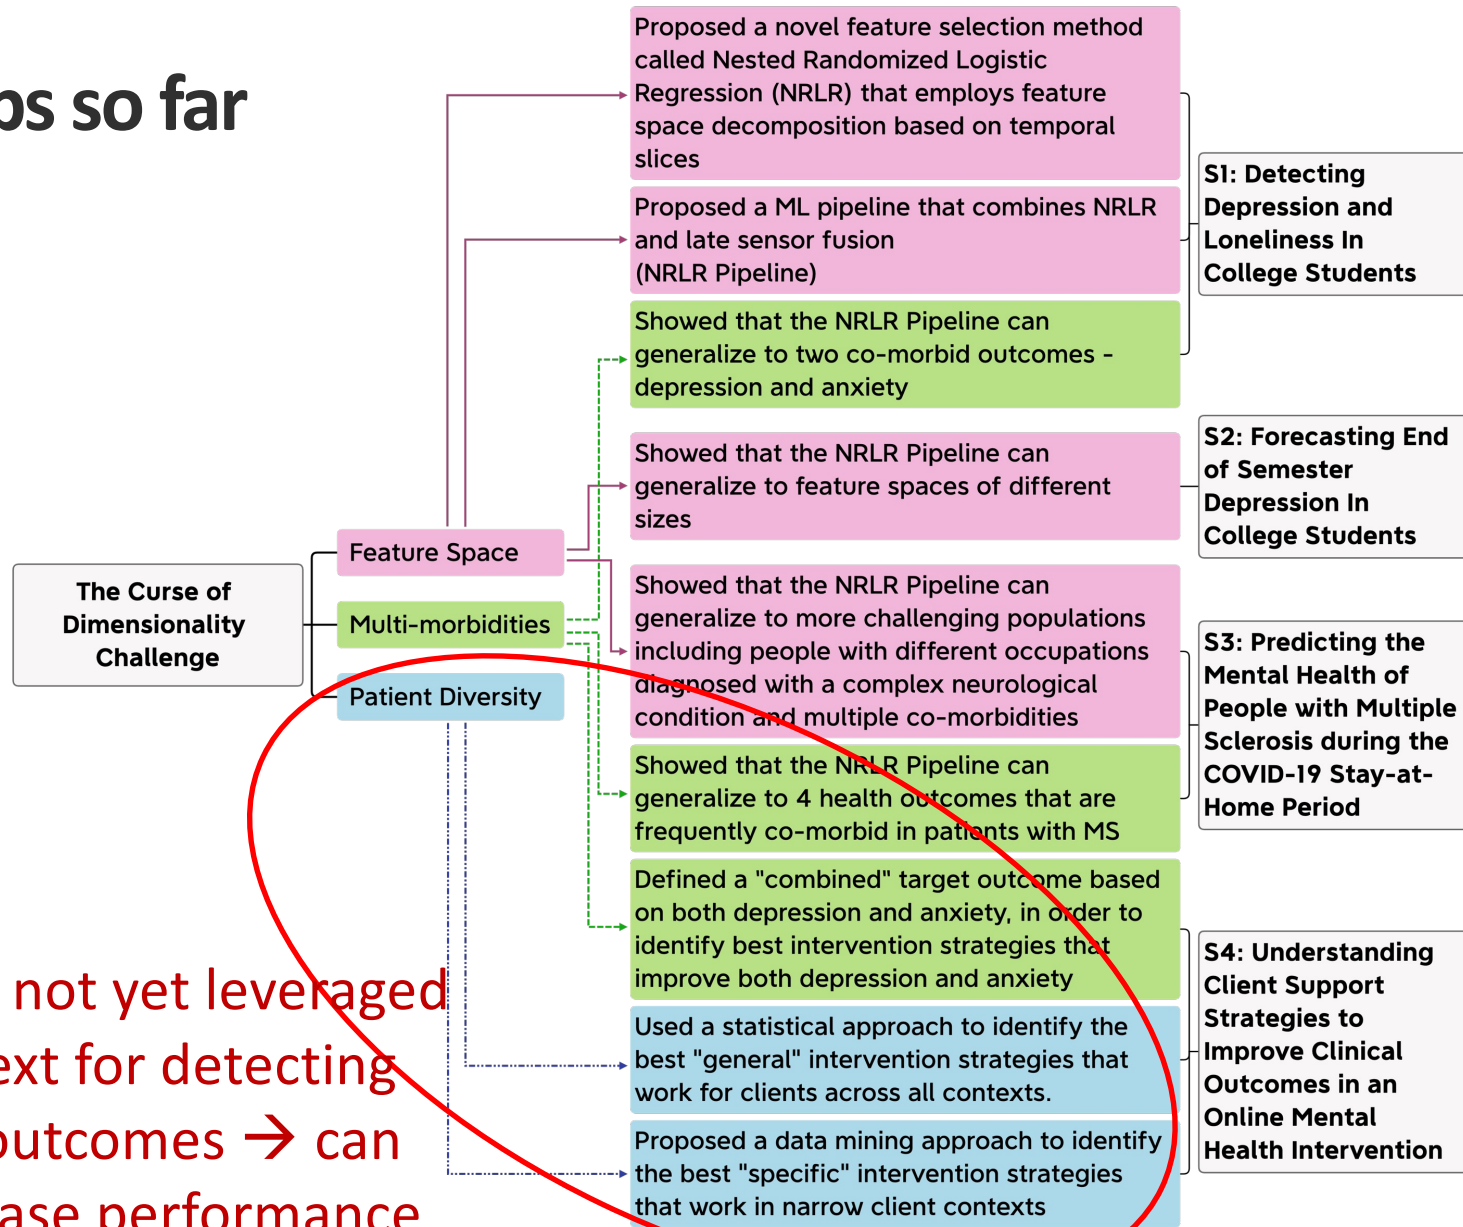 so far
The Curse of
Dimensionality
Challenge
Feature Space
Multi-morbidities
Patient Diversity
Proposed a novel feature selection method
called Nested Randomized Logistic
Regression (NRLR) that employs feature
space decomposition based on temporal
slices
Proposed a ML pipeline that combines NRLR
and late sensor fusion
(NRLR Pipeline)
Showed that the NRLR Pipeline can
generalize to two co-morbid outcomes -
depression and anxiety
Showed that the NRLR Pipeline can
generalize to feature spaces of different
sizes
Showed that the NRLR Pipeline can
generalize to more challenging populations
including people with different occupations
diagnosed with a complex neurological
condition and multiple co-morbidities
Showed that the NRLR Pipeline can
generalize to 4 health outcomes that are
frequently co-morbid in patients with MS
Defined a "combined" target outcome based
on both depression and anxiety, in order to
identify best intervention strategies that
improve both depression and anxiety
Used a statistical approach to identify the
best "general" intervention strategies that
work for clients across all contexts.
Proposed a data mining approach to identify
the best "specific" intervention strategies
that work in narrow client contexts
S1: Detecting
Depression and
Loneliness In
College Students
S2: Forecasting End
of Semester
Depression In
College Students
S3: Predicting the
Mental Health of
People with Multiple
Sclerosis during the
COVID-19 Stay-at-
Home Period
S4: Understanding
Client Support
Strategies to
Improve Clinical
Outcomes in an
Online Mental
Health Intervention
not yet leveraged
for detecting
outcomes → can
performance